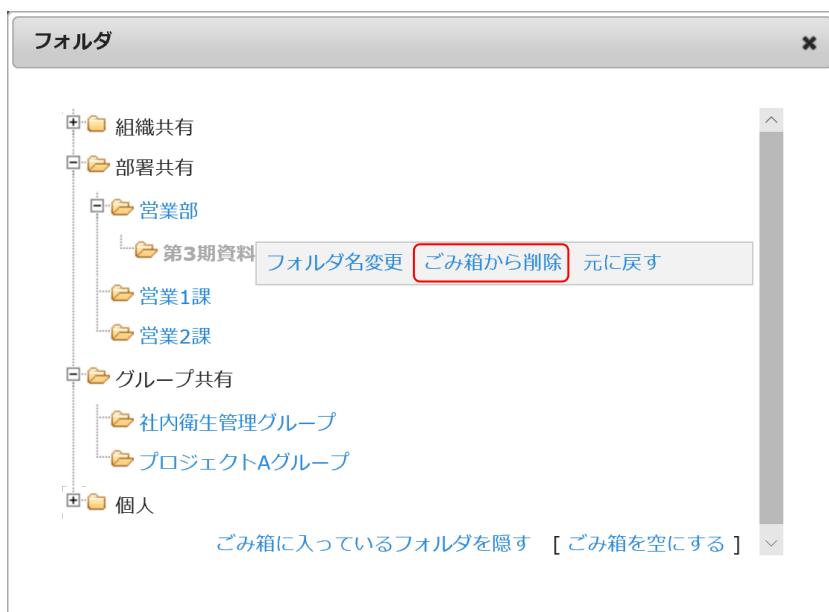 フォルダ
組織共有
部署共有
営業部
第3期資料 フォルダ名変更 ごみ箱から削除 元に戻す
営業1課
営業2課
グループ共有
社内衛生管理グループ
プロジェクトAグループ
個人
ごみ箱に入っているフォルダを隠す [ ごみ箱を空にする ]